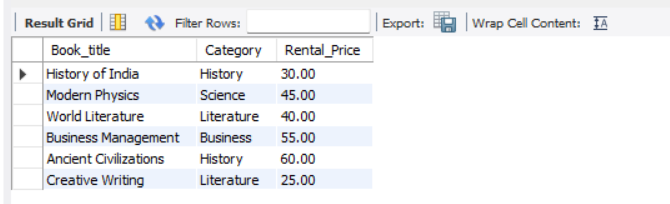 Result Grid Filter Rows: Export: Wrap Cell Content: IA
Book_title Category Rental_Price
History of India History 30.00
Modern Physics Science 45.00
World Literature Literature 40.00
Business Management Business 55.00
Ancient Civilizations History 60.00
Creative Writing Literature 25.00